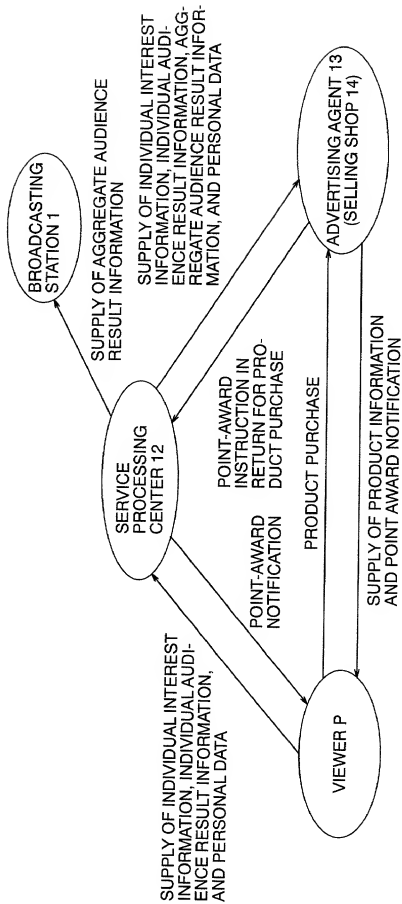 BROADCASTING
STATION 1
SUPPLY OF AGGREGATE AUDIENCE
RESULT INFORMATION
SERVICE
PROCESSING
CENTER 12
SUPPLY OF INDIVIDUAL INTEREST
INFORMATION, INDIVIDUAL AUDI-
ENCE RESULT INFORMATION, AGG-
REGATE AUDIENCE RESULT INFOR-
MATION, AND PERSONAL DATA
SUPPLY OF INDIVIDUAL INTEREST
INFORMATION, INDIVIDUAL AUDI-
ENCE RESULT INFORMATION,
AND PERSONAL DATA
POINT-AWARD
NOTIFICATION
POINT-AWARD
INSTRUCTION IN
RETURN FOR PRO-
DUCT PURCHASE
PRODUCT PURCHASE
VIEWER P
ADVERTISING AGENT 13
(SELLING SHOP 14)
SUPPLY OF PRODUCT INFORMATION
AND POINT AWARD NOTIFICATION